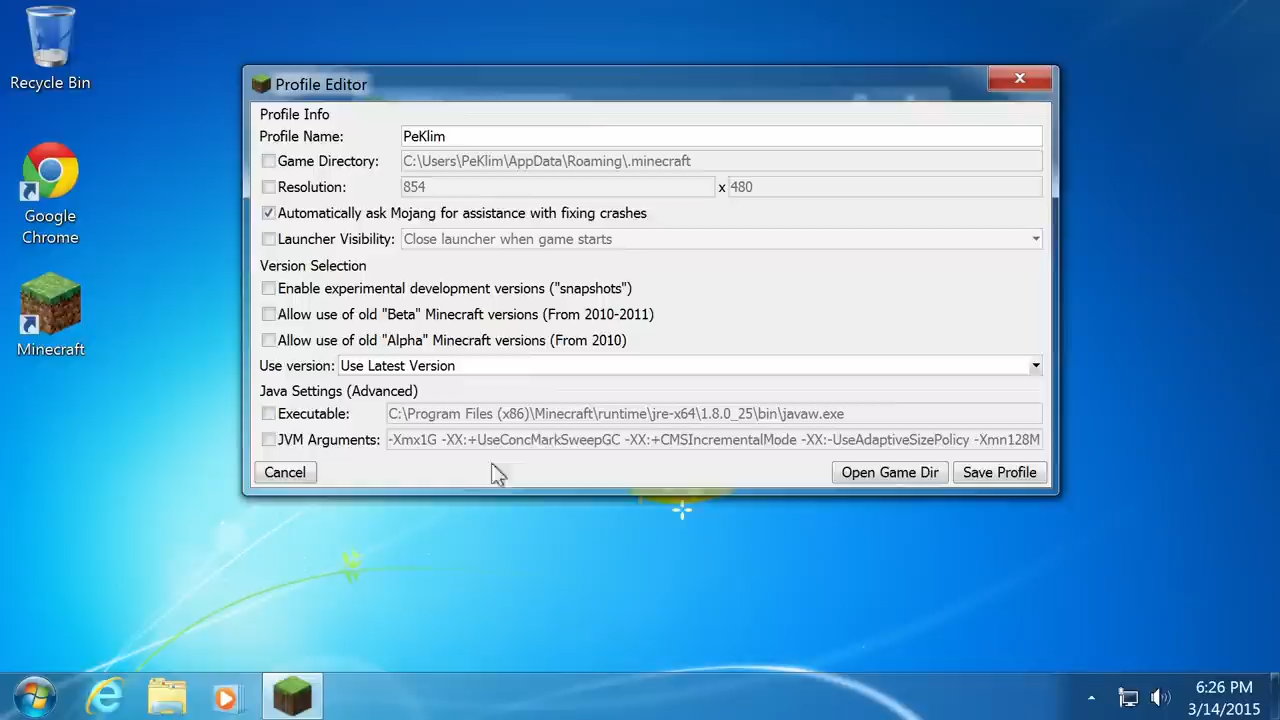 Recycle Bin
Google
Chrome
Minecraft
Profile Editor
Profile Info
Profile Name: PeKlim
Game Directory: C:\Users\PeKlim\AppData\Roaming\.minecraft
Resolution: 854 x 480
Automatically ask Mojang for assistance with fixing crashes
Launcher Visibility: Close launcher when game starts
Version Selection
Enable experimental development versions ("snapshots")
Allow use of old "Beta" Minecraft versions (From 2010-2011)
Allow use of old "Alpha" Minecraft versions (From 2010)
Use version: Use Latest Version
Java Settings (Advanced)
Executable: C:\Program Files (x86)\Minecraft\runtime\jre-x64\1.8.0_25\bin\javaw.exe
JVM Arguments: -Xmx1G -XX:+UseConcMarkSweepGC -XX:+CMSIncrementalMode -XX:-UseAdaptiveSizePolicy -Xmn128M
Cancel Open Game Dir Save Profile
6:26 PM
3/14/2015